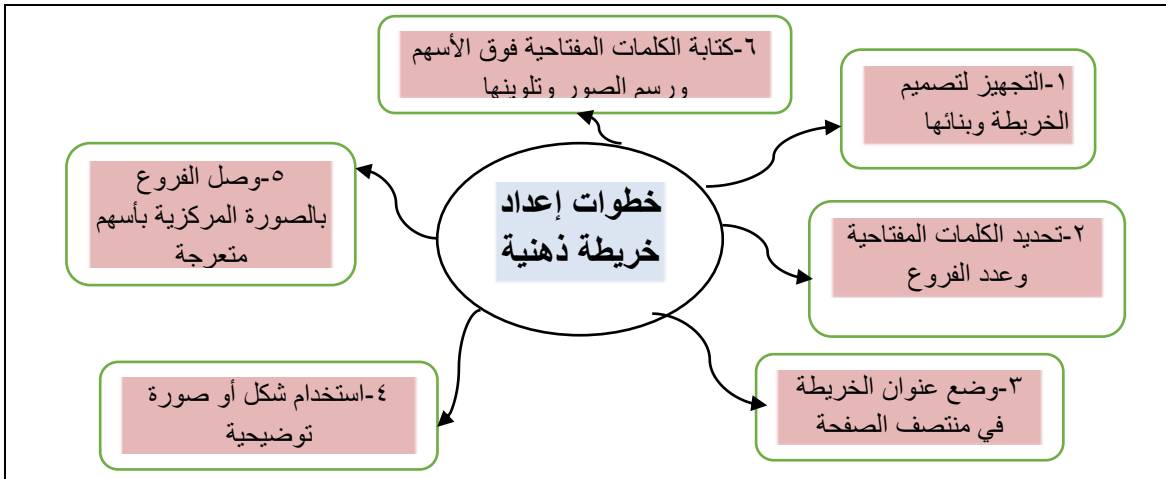 خطوات إعداد
خريطة ذهنية
١-التجهيز لتصميم
الخريطة وبنائها
٢-تحديد الكلمات المفتاحية
وعدد الفروع
٣-وضع عنوان الخريطة
في منتصف الصفحة
٤-استخدام شكل أو صورة
توضيحية
٥-وصل الفروع
بالصورة المركزية بأسهم
متعرجة
٦-كتابة الكلمات المفتاحية فوق الأسهم
ورسم الصور وتلوينها